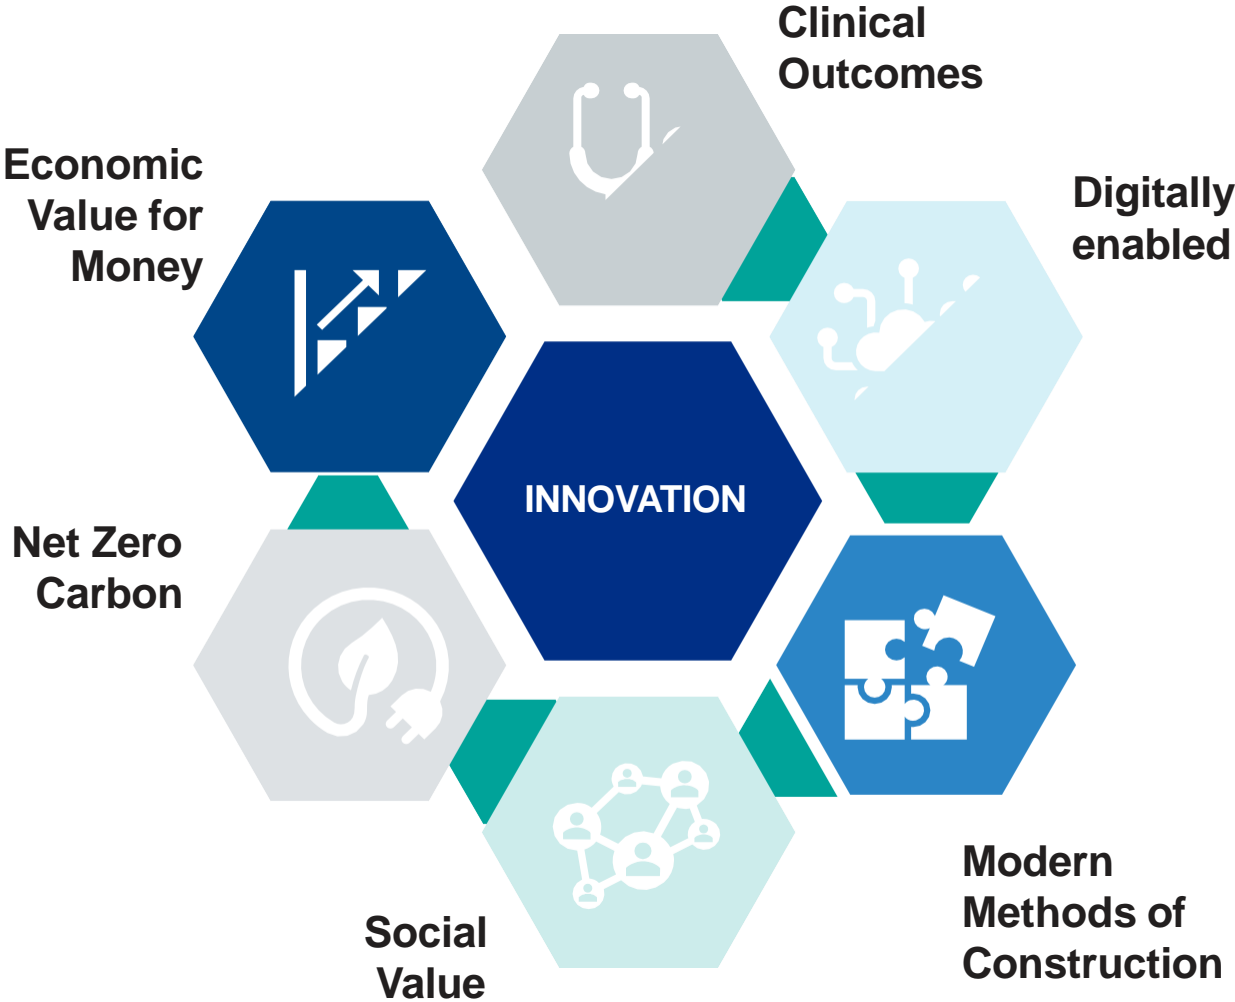 Clinical
Outcomes
Economic
Value for
Money
Digitally
enabled
INNOVATION
Net Zero
Carbon
Modern
Methods of
Construction
Social
Value